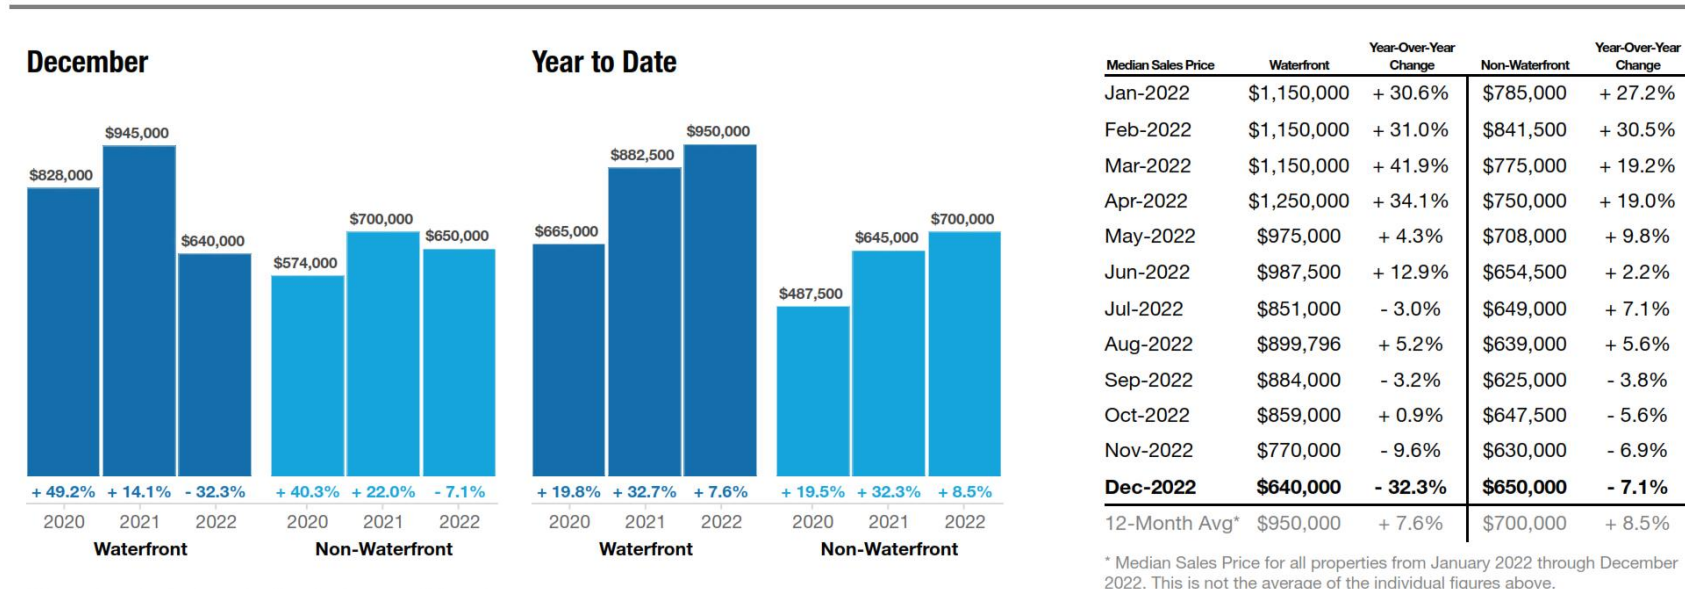 December
$828,000
$945,000
$640,000
$574,000
$700,000
$650,000
+ 49.2% + 14.1% - 32.3% + 40.3% + 22.0% - 7.1%
2020 2021 2022 2020 2021 2022
Waterfront Non-Waterfront
Year to Date
$665,000
$882,500
$950,000
$487,500
$645,000
$700,000
+ 19.8% + 32.7% + 7.6% + 19.5% + 32.3% + 8.5%
2020 2021 2022 2020 2021 2022
Waterfront Non-Waterfront
Median Sales Price Waterfront Year-Over-Year Change Non-Waterfront Year-Over-Year Change
Jan-2022 $1,150,000 + 30.6% $785,000 + 27.2%
Feb-2022 $1,150,000 + 31.0% $841,500 + 30.5%
Mar-2022 $1,150,000 + 41.9% $775,000 + 19.2%
Apr-2022 $1,250,000 + 34.1% $750,000 + 19.0%
May-2022 $975,000 + 4.3% $708,000 + 9.8%
Jun-2022 $987,500 + 12.9% $654,500 + 2.2%
Jul-2022 $851,000 - 3.0% $649,000 + 7.1%
Aug-2022 $899,796 + 5.2% $639,000 + 5.6%
Sep-2022 $884,000 - 3.2% $625,000 - 3.8%
Oct-2022 $859,000 + 0.9% $647,500 - 5.6%
Nov-2022 $770,000 - 9.6% $630,000 - 6.9%
Dec-2022 $640,000 - 32.3% $650,000 - 7.1%
12-Month Avg* $950,000 + 7.6% $700,000 + 8.5%
* Median Sales Price for all properties from January 2022 through December
2022. This is not the average of the individual figures above.